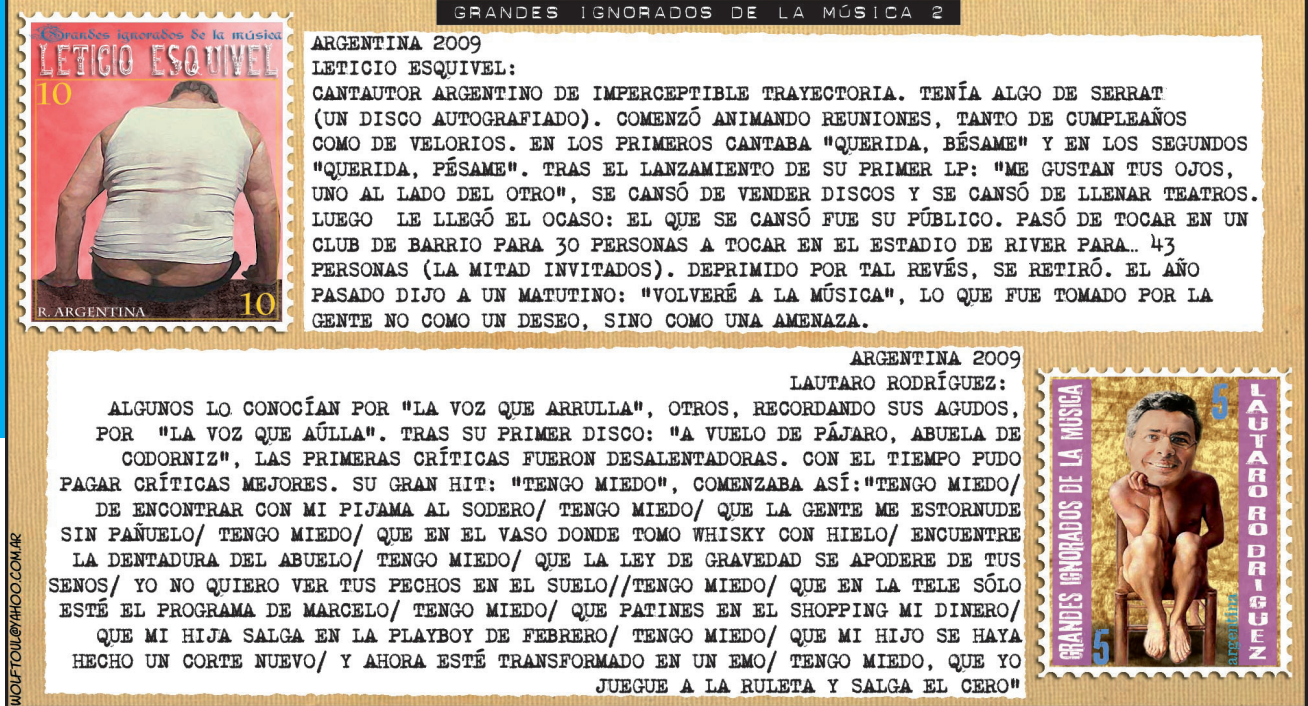 GRANDES IGNORADOS DE LA MÚSICA 2
Grandes ignorados de la música
LETICIO ESQUIVEL
10
R. ARGENTINA
10
ARGENTINA 2009
LETICIO ESQUIVEL:
CANTAUTOR ARGENTINO DE IMPERCEPTIBLE TRAYECTORIA. TENÍA ALGO DE SERRAT
(UN DISCO AUTOGRAFIADO). COMENZÓ ANIMANDO REUNIONES, TANTO DE CUMPLEAÑOS
COMO DE VELORIOS. EN LOS PRIMEROS CANTABA "QUERIDA, BÉSAME" Y EN LOS SEGUNDOS
"QUERIDA, PÉSAME". TRAS EL LANZAMIENTO DE SU PRIMER LP: "ME GUSTAN TUS OJOS,
UNO AL LADO DEL OTRO", SE CANSÓ DE VENDER DISCOS Y SE CANSÓ DE LLENAR TEATROS.
LUEGO LE LLEGÓ EL OCASO: EL QUE SE CANSÓ FUE SU PÚBLICO. PASÓ DE TOCAR EN UN
CLUB DE BARRIO PARA 30 PERSONAS A TOCAR EN EL ESTADIO DE RIVER PARA… 43
PERSONAS (LA MITAD INVITADOS). DEPRIMIDO POR TAL REVÉS, SE RETIRÓ. EL AÑO
PASADO DIJO A UN MATUTINO: "VOLVERÉ A LA MÚSICA", LO QUE FUE TOMADO POR LA
GENTE NO COMO UN DESEO, SINO COMO UNA AMENAZA.
ARGENTINA 2009
LAUTARO RODRÍGUEZ:
ALGUNOS LO CONOCÍAN POR "LA VOZ QUE ARRULLA", OTROS, RECORDANDO SUS AGUDOS,
POR "LA VOZ QUE AÚLLA". TRAS SU PRIMER DISCO: "A VUELO DE PÁJARO, ABUELA DE
CODORNIZ", LAS PRIMERAS CRÍTICAS FUERON DESALENTADORAS. CON EL TIEMPO PUDO
PAGAR CRÍTICAS MEJORES. SU GRAN HIT: "TENGO MIEDO", COMENZABA ASÍ:"TENGO MIEDO/
DE ENCONTRAR CON MI PIJAMA AL SODERO/ TENGO MIEDO/ QUE LA GENTE ME ESTORNUDE
SIN PAÑUELO/ TENGO MIEDO/ QUE EN EL VASO DONDE TOMO WHISKY CON HIELO/ ENCUENTRE
LA DENTADURA DEL ABUELO/ TENGO MIEDO/ QUE LA LEY DE GRAVEDAD SE APODERE DE TUS
SENOS/ YO NO QUIERO VER TUS PECHOS EN EL SUELO//TENGO MIEDO/ QUE EN LA TELE SÓLO
ESTÉ EL PROGRAMA DE MARCELO/ TENGO MIEDO/ QUE PATINES EN EL SHOPPING MI DINERO/
QUE MI HIJA SALGA EN LA PLAYBOY DE FEBRERO/ TENGO MIEDO/ QUE MI HIJO SE HAYA
HECHO UN CORTE NUEVO/ Y AHORA ESTÉ TRANSFORMADO EN UN EMO/ TENGO MIEDO, QUE YO
JUEGUE A LA RULETA Y SALGA EL CERO"
GRANDES IGNORADOS DE LA MÚSICA
5
5
argentina
LAUTARO RODRIGUEZ
WOLFTOUL@YAHOO.COM.AR